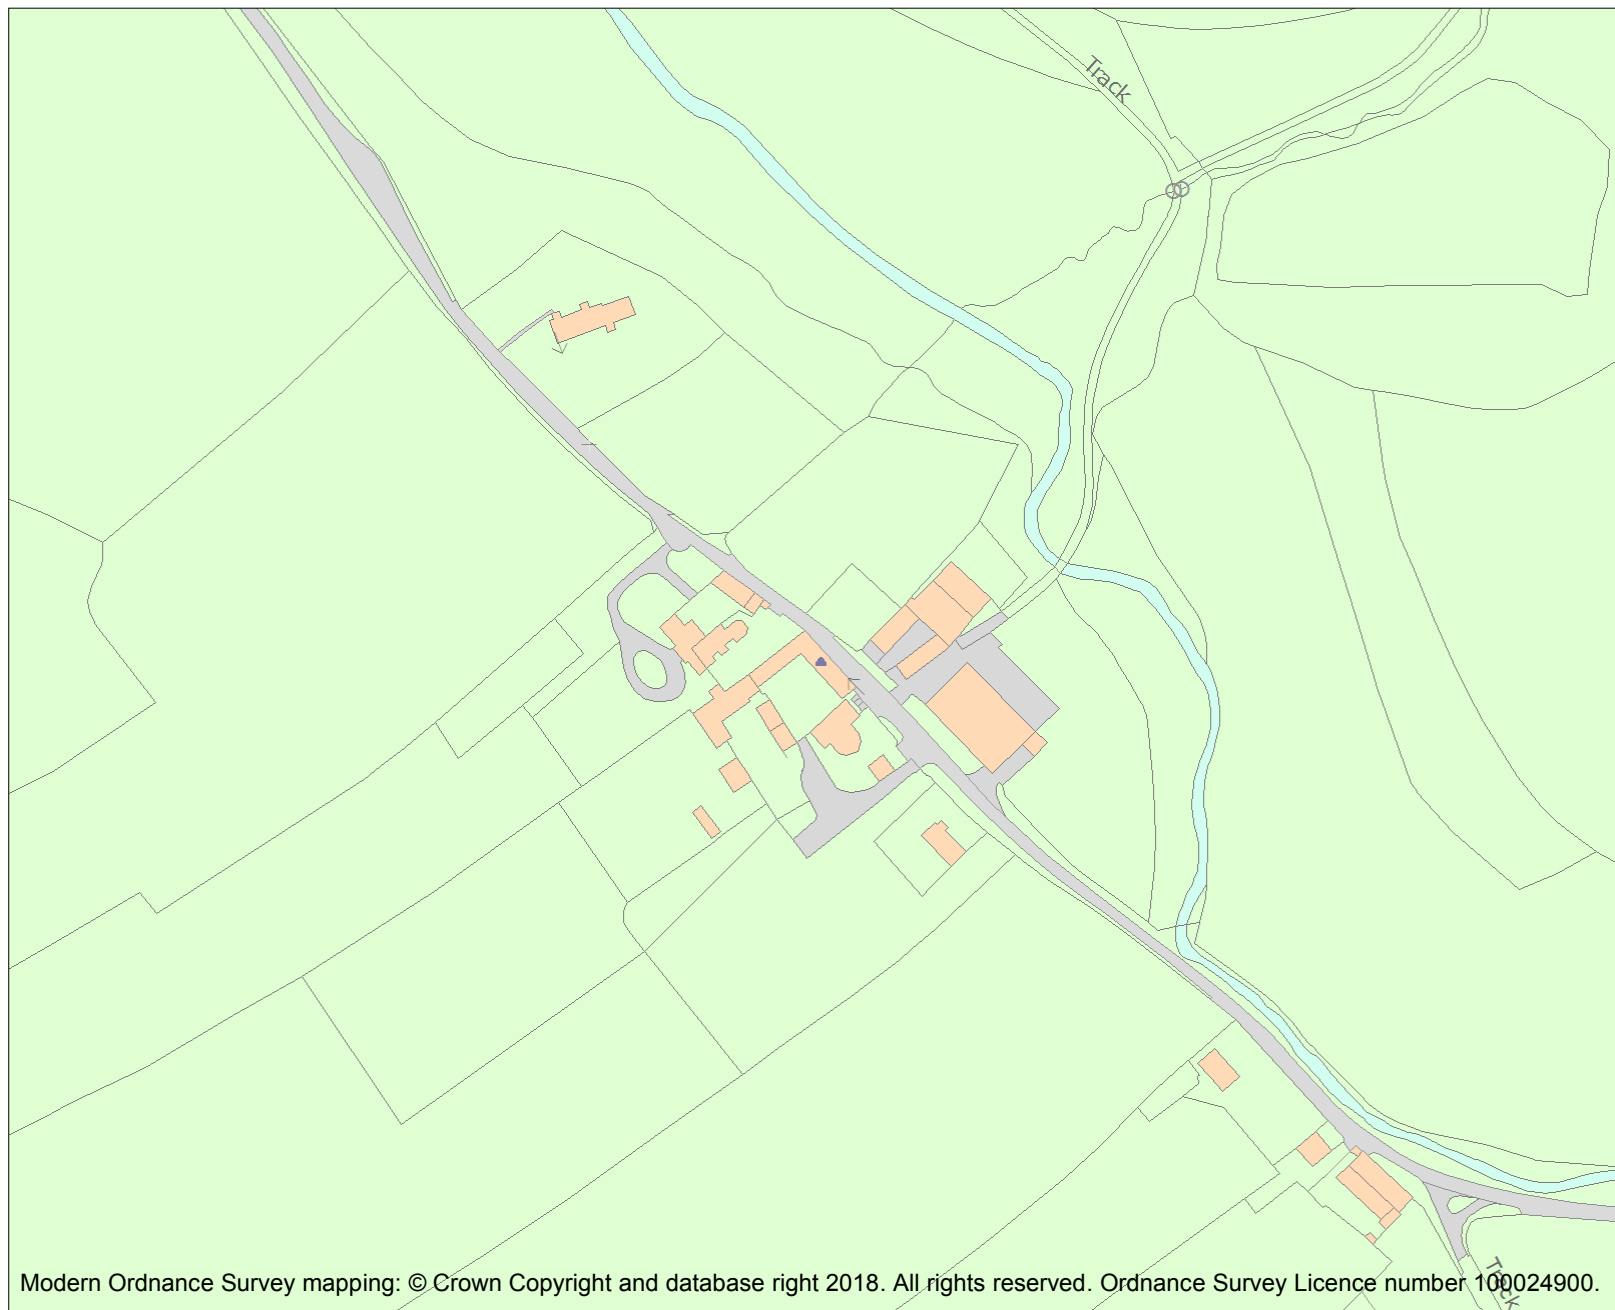 Track
Modern Ordnance Survey mapping: © Crown Copyright and database right 2018. All rights reserved. Ordnance Survey Licence number 100024900.
Track